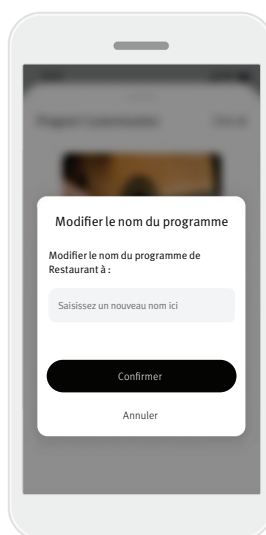 Modifier le nom du programme
Modifier le nom du programme de
Restaurant à :
Saisissez un nouveau nom ici
Confirmer
Annuler